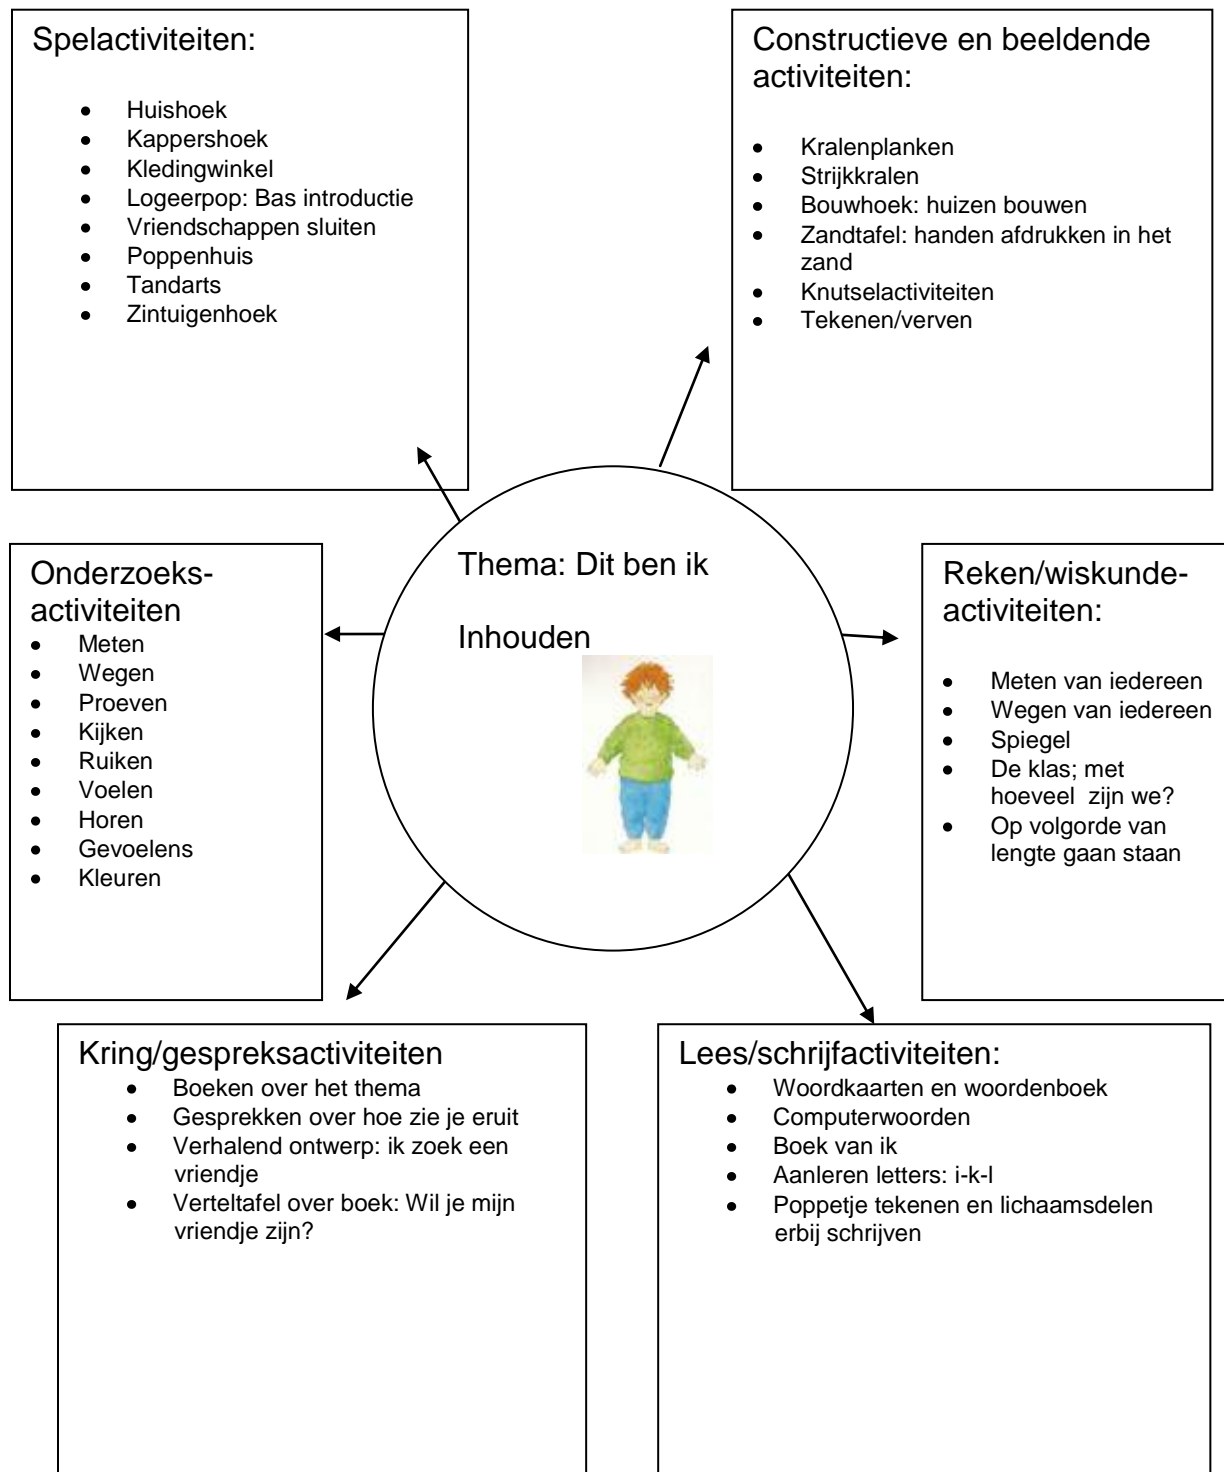 Spelactiviteiten:
• Huishoek
• Kappershoek
• Kledingwinkel
• Logeerpop: Bas introductie
• Vriendschappen sluiten
• Poppenhuis
• Tandarts
• Zintuigenhoek
Constructieve en beeldende
activiteiten:
• Kralenplanken
• Strijkkralen
• Bouwhoek: huizen bouwen
• Zandtafel: handen afdrukken in het
zand
• Knutselactiviteiten
• Tekenen/verven
Thema: Dit ben ik
Inhouden
Onderzoeks-
activiteiten
• Meten
• Wegen
• Proeven
• Kijken
• Ruiken
• Voelen
• Horen
• Gevoelens
• Kleuren
Reken/wiskunde-
activiteiten:
• Meten van iedereen
• Wegen van iedereen
• Spiegel
• De klas; met
hoeveel zijn we?
• Op volgorde van
lengte gaan staan
Kring/gespreksactiviteiten
• Boeken over het thema
• Gesprekken over hoe zie je eruit
• Verhalend ontwerp: ik zoek een
vriendje
• Verteltafel over boek: Wil je mijn
vriendje zijn?
Lees/schrijfactiviteiten:
• Woordkaarten en woordenboek
• Computerwoorden
• Boek van ik
• Aanleren letters: i-k-l
• Poppetje tekenen en lichaamsdelen
erbij schrijven